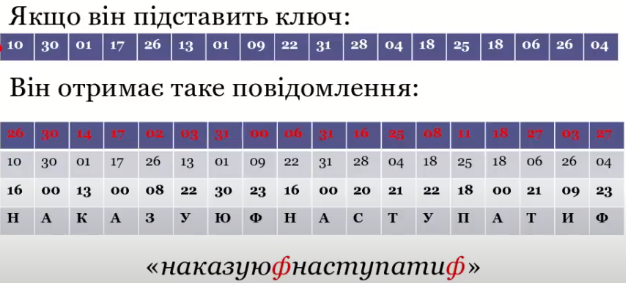 Якщо він підставить ключ:
10 30 01 17 26 13 01 09 22 31 28 04 18 25 18 06 26 04
Він отримає таке повідомлення:
26 30 14 17 02 03 31 00 06 31 16 25 08 11 18 27 03 27
10 30 01 17 26 13 01 09 22 31 28 04 18 25 18 06 26 04
16 00 13 00 08 22 30 23 16 00 20 21 22 18 00 21 09 23
Н А К А З У Ю Ф Н А С Т У П А Т И Ф
«наказуюфнаступатиф»